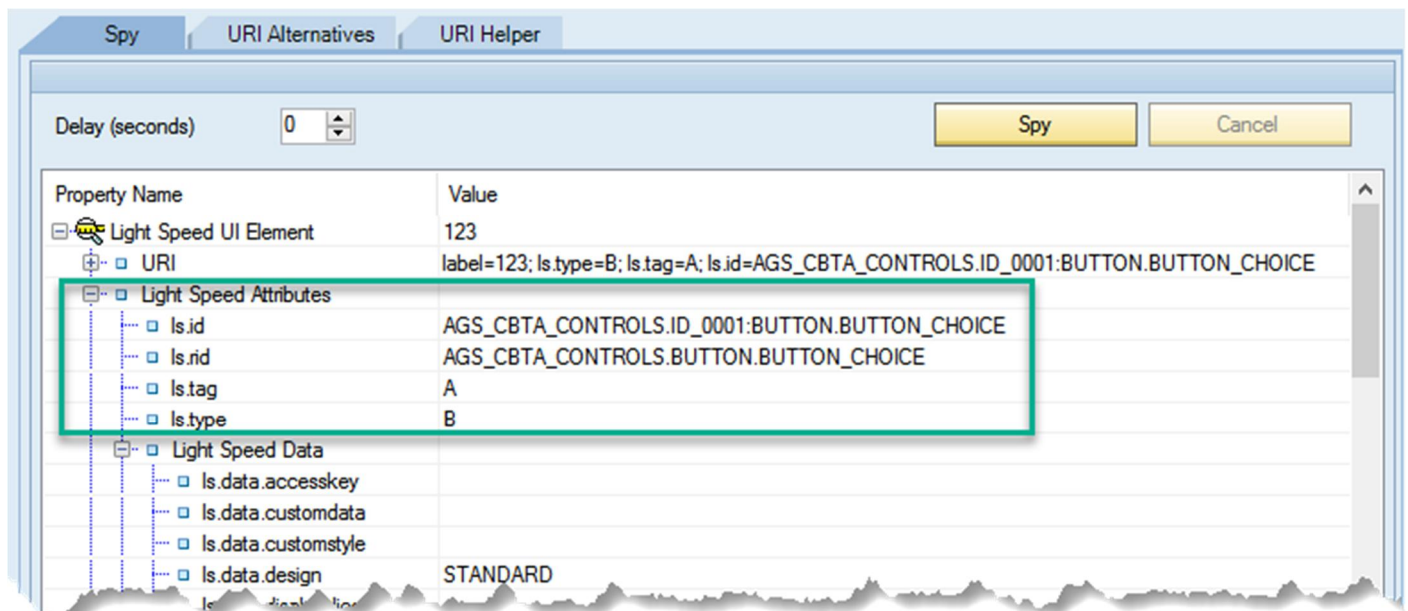 Spy URI Alternatives URI Helper
Delay (seconds) 0 Spy Cancel
Property Name Value
Light Speed UI Element 123
URI label=123; ls.type=B; ls.tag=A; ls.id=AGS_CBTA_CONTROLS.ID_0001:BUTTON.BUTTON_CHOICE
Light Speed Attributes
ls.id AGS_CBTA_CONTROLS.ID_0001:BUTTON.BUTTON_CHOICE
ls.rid AGS_CBTA_CONTROLS.BUTTON.BUTTON_CHOICE
ls.tag A
ls.type B
Light Speed Data
ls.data.accesskey
ls.data.customdata
ls.data.customstyle
ls.data.design STANDARD